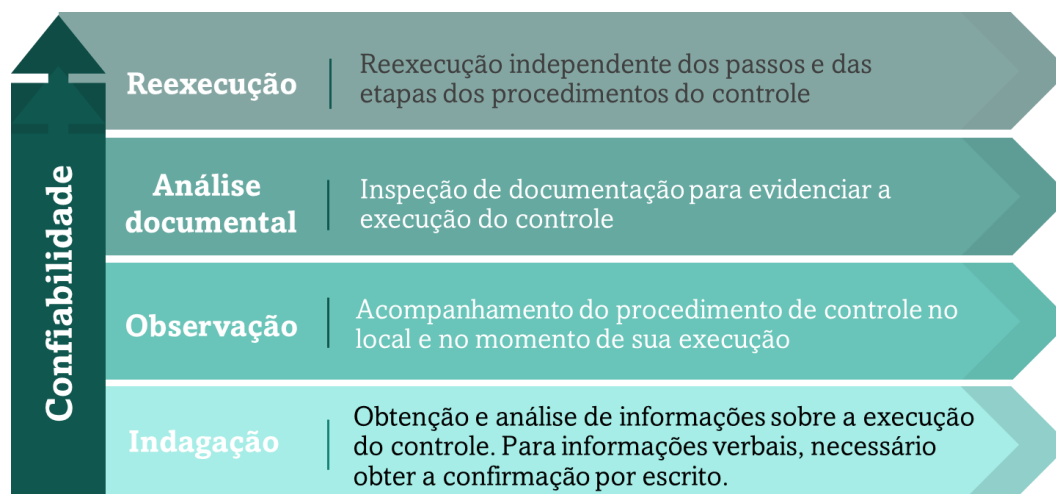 Confiabilidade
Reexecução
Reexecução independente dos passos e das
etapas dos procedimentos do controle
Análise
documental
Inspeção de documentação para evidenciar a
execução do controle
Observação
Acompanhamento do procedimento de controle no
local e no momento de sua execução
Indagação
Obtenção e análise de informações sobre a execução
do controle. Para informações verbais, necessário
obter a confirmação por escrito.